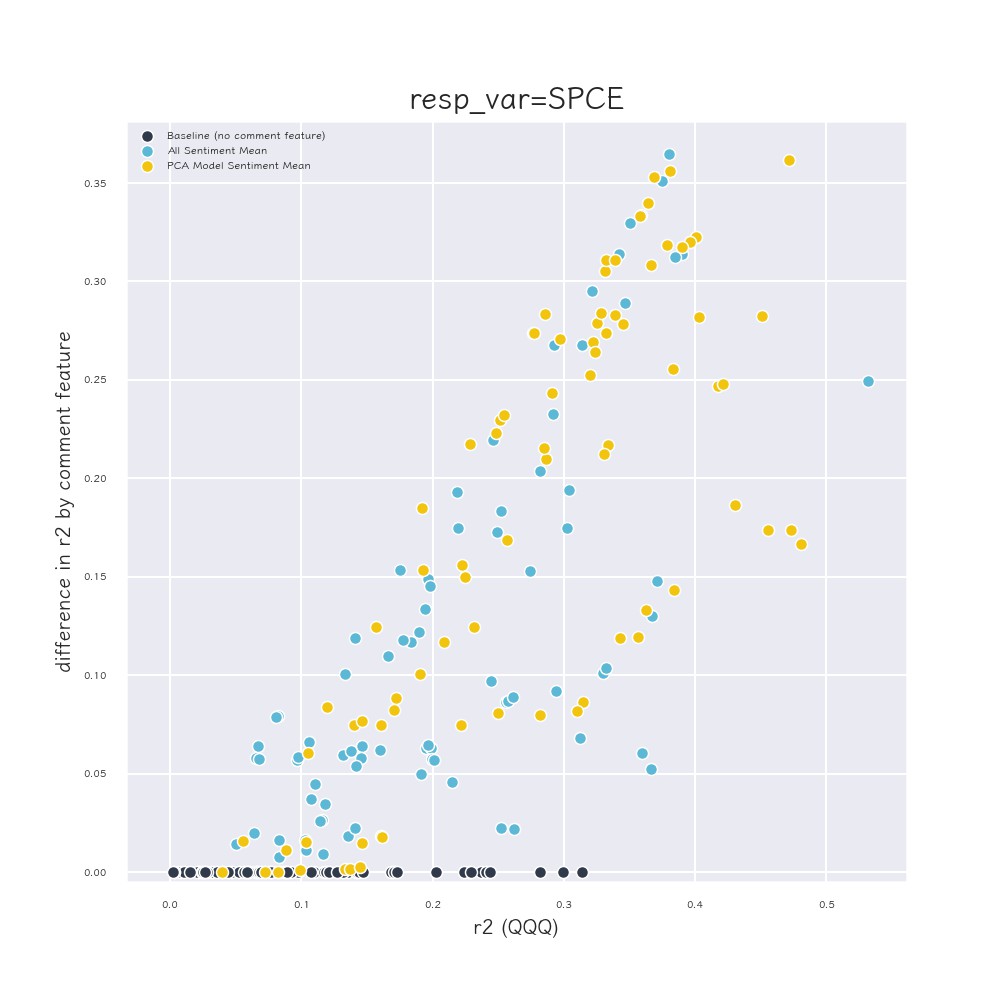 resp_var=SPCE
Baseline (no comment feature)
All Sentiment Mean
PCA Model Sentiment Mean
difference in r2 by comment feature
0.35
0.30
0.25
0.20
0.15
0.10
0.05
0.00
0.0 0.1 0.2 0.3 0.4 0.5
r2 (QQQ)